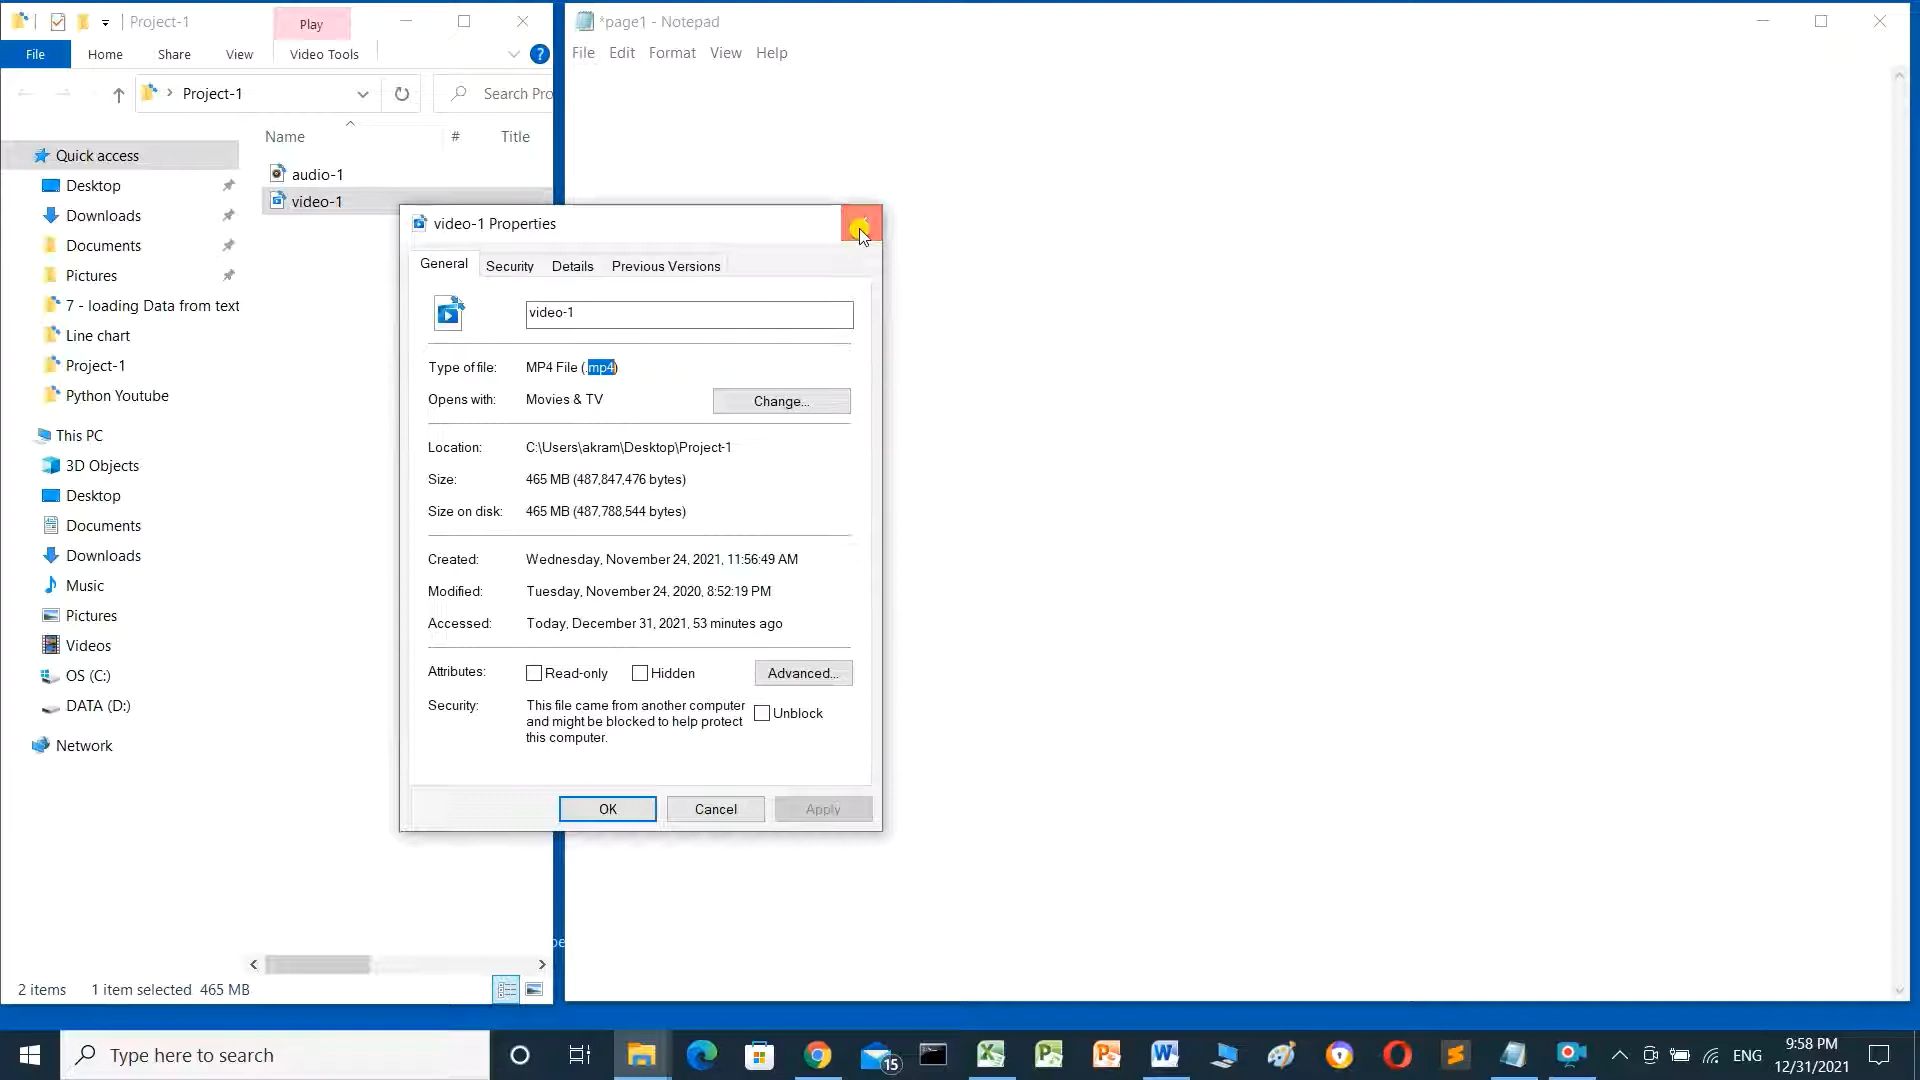 Project-1
Play
File
Home
Share
View
Video Tools
?
Project-1
Search Pro
Name
#
Title
Quick access
Desktop
Downloads
Documents
Pictures
7 - loading Data from text
Line chart
Project-1
Python Youtube
This PC
3D Objects
Desktop
Documents
Downloads
Music
Pictures
Videos
OS (C:)
DATA (D:)
Network
audio-1
video-1
2 items
1 item selected 465 MB
*page1 - Notepad
File
Edit
Format
View
Help
video-1 Properties
General
Security
Details
Previous Versions
video-1
Type of file: MP4 File (.mp4)
Opens with: Movies & TV
Change...
Location: C:\Users\akram\Desktop\Project-1
Size: 465 MB (487,847,476 bytes)
Size on disk: 465 MB (487,788,544 bytes)
Created: Wednesday, November 24, 2021, 11:56:49 AM
Modified: Tuesday, November 24, 2020, 8:52:19 PM
Accessed: Today, December 31, 2021, 53 minutes ago
Attributes: Read-only Hidden
Advanced...
Security: This file came from another computer
and might be blocked to help protect
this computer.
Unblock
OK
Cancel
Apply
Type here to search
15
ENG
9:58 PM
12/31/2021